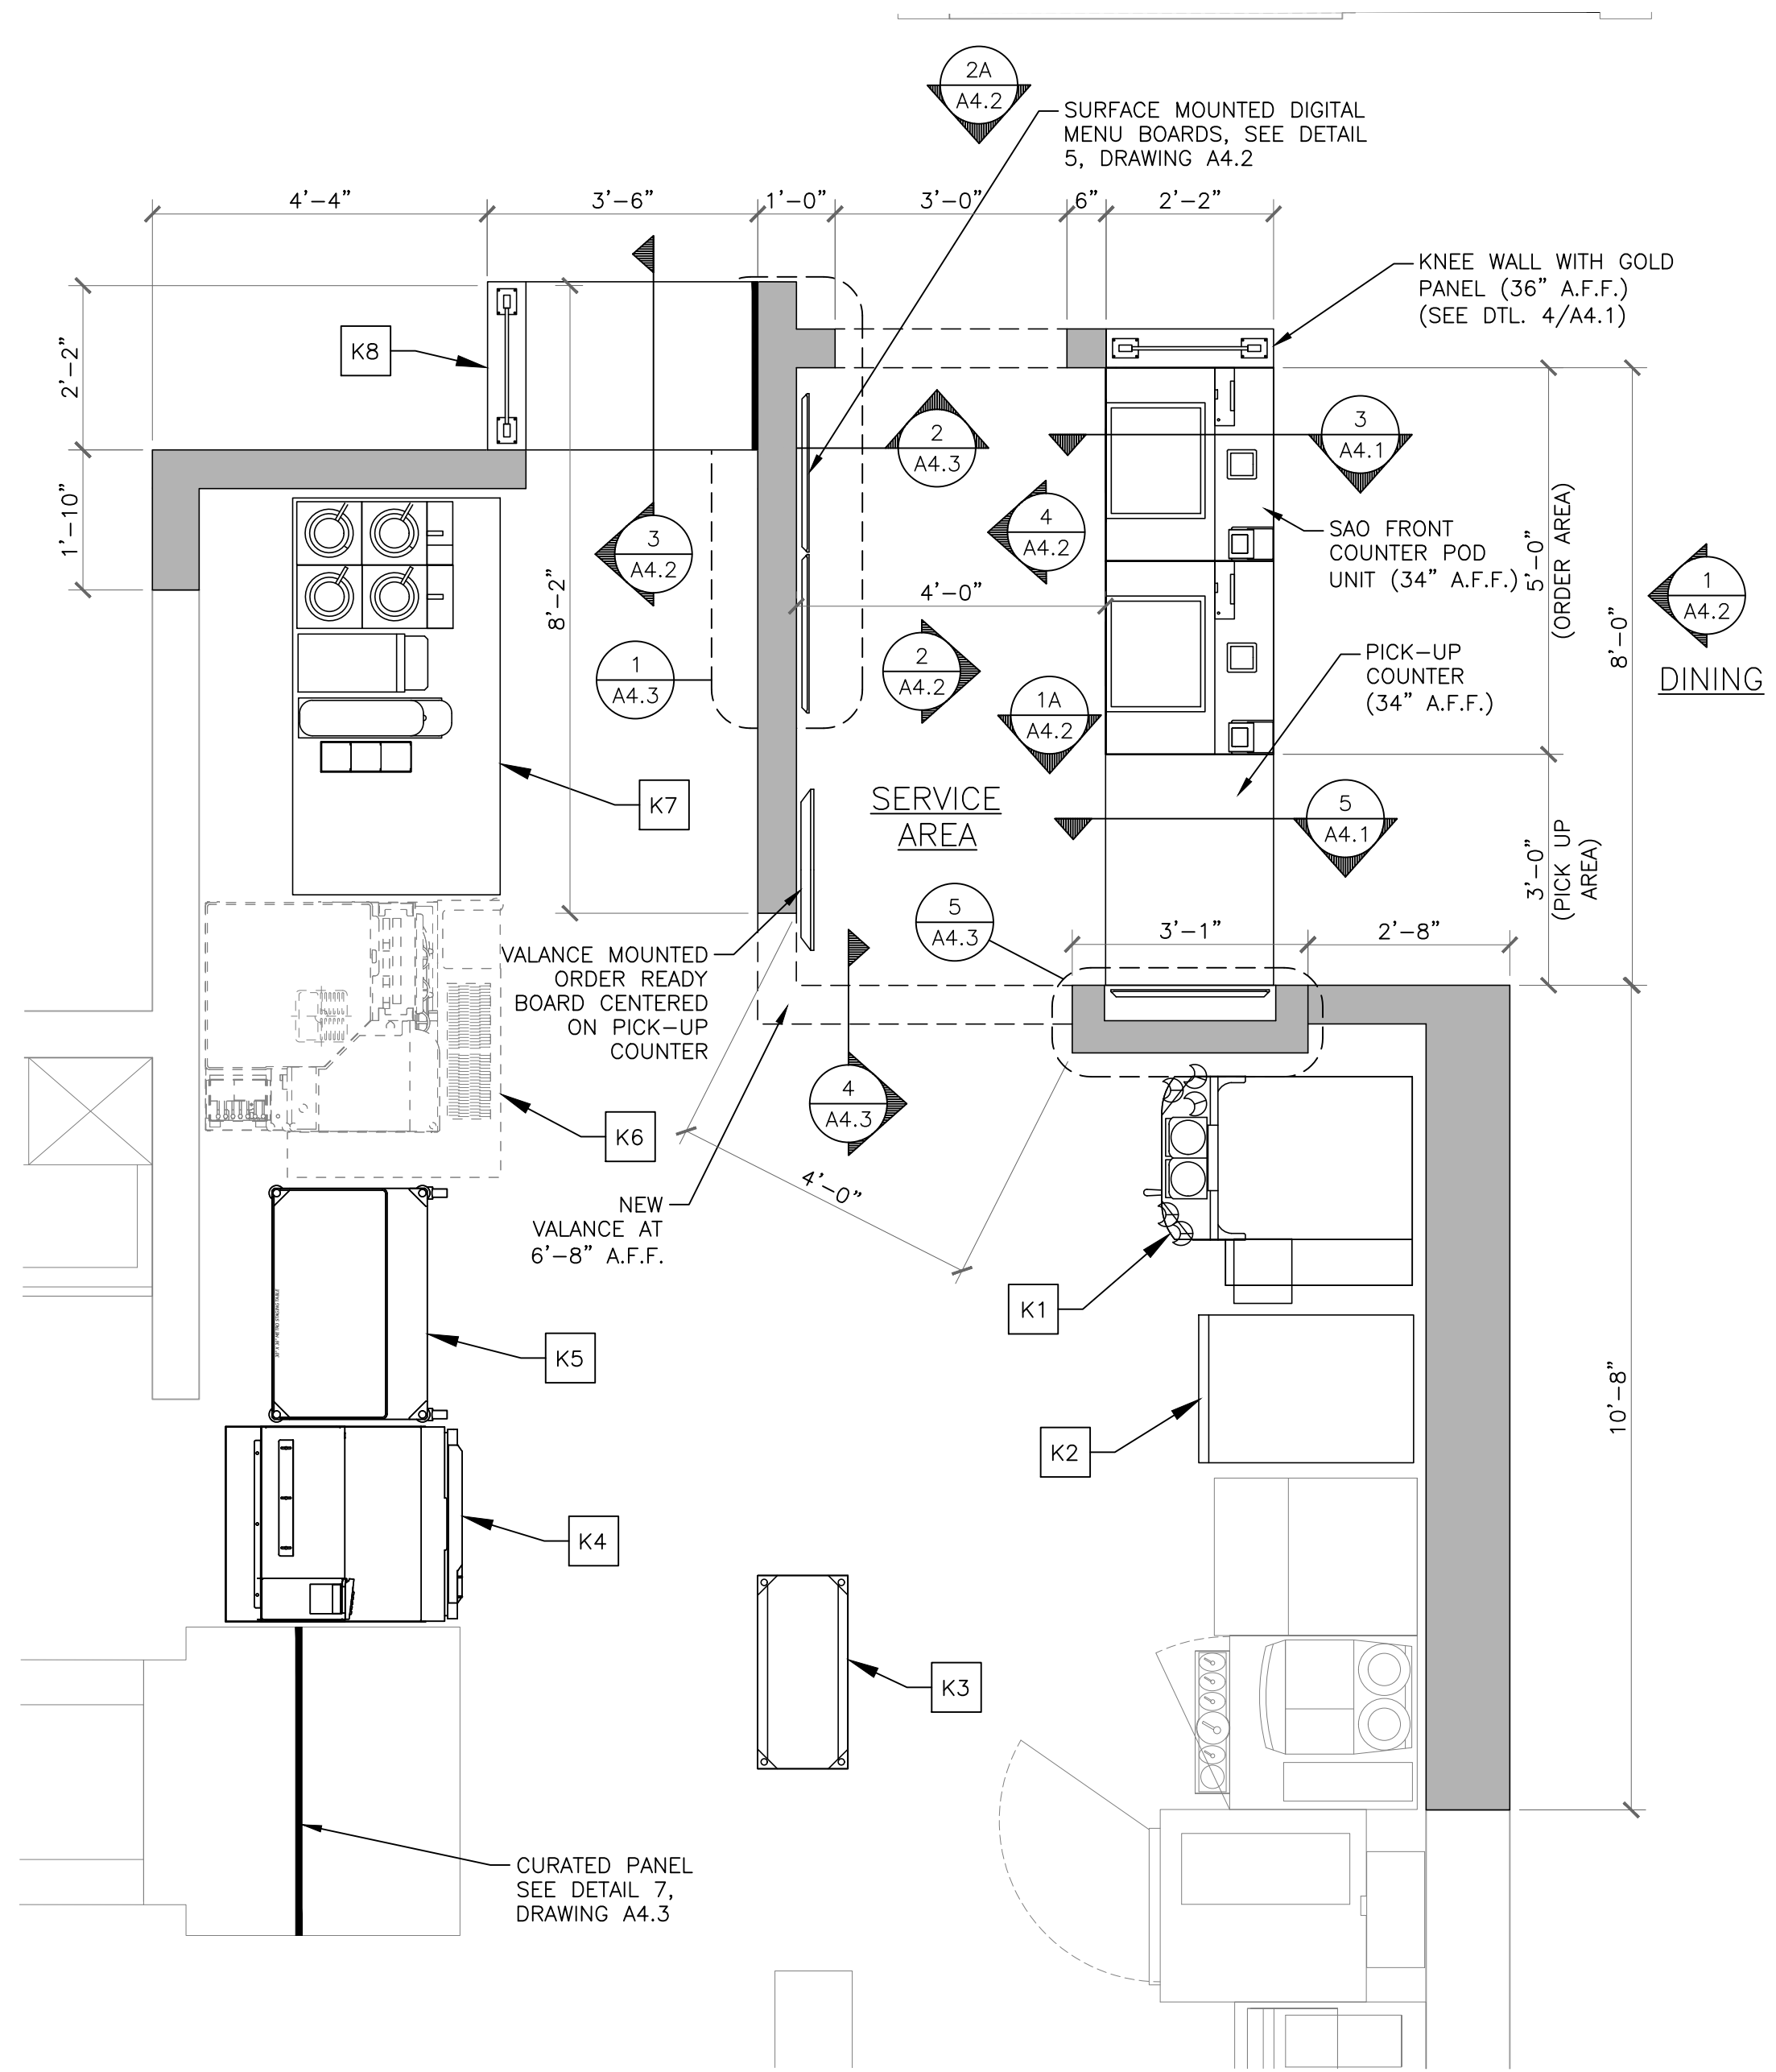 2A
A4.2
SURFACE MOUNTED DIGITAL
MENU BOARDS, SEE DETAIL
5, DRAWING A4.2
4'-4"
3'-6"
1'-0"
3'-0"
6"
2'-2"
KNEE WALL WITH GOLD
PANEL (36" A.F.F.)
(SEE DTL. 4/A4.1)
K8
2'-2"
1'-10"
8'-2"
3
A4.2
1
A4.3
2
A4.3
4
A4.2
4'-0"
2
A4.2
1A
A4.2
3
A4.1
SAO FRONT
COUNTER POD
UNIT (34" A.F.F.)
5'-0"
(ORDER AREA)
8'-0"
1
A4.2
DINING
PICK-UP
COUNTER
(34" A.F.F.)
K7
SERVICE
AREA
5
A4.1
3'-0"
(PICK UP
AREA)
5
A4.3
3'-1"
2'-8"
VALANCE MOUNTED
ORDER READY
BOARD CENTERED
ON PICK-UP
COUNTER
4
A4.3
K6
4'-0"
NEW
VALANCE AT
6'-8" A.F.F.
K1
K5
K2
10'-8"
K4
K3
CURATED PANEL
SEE DETAIL 7,
DRAWING A4.3